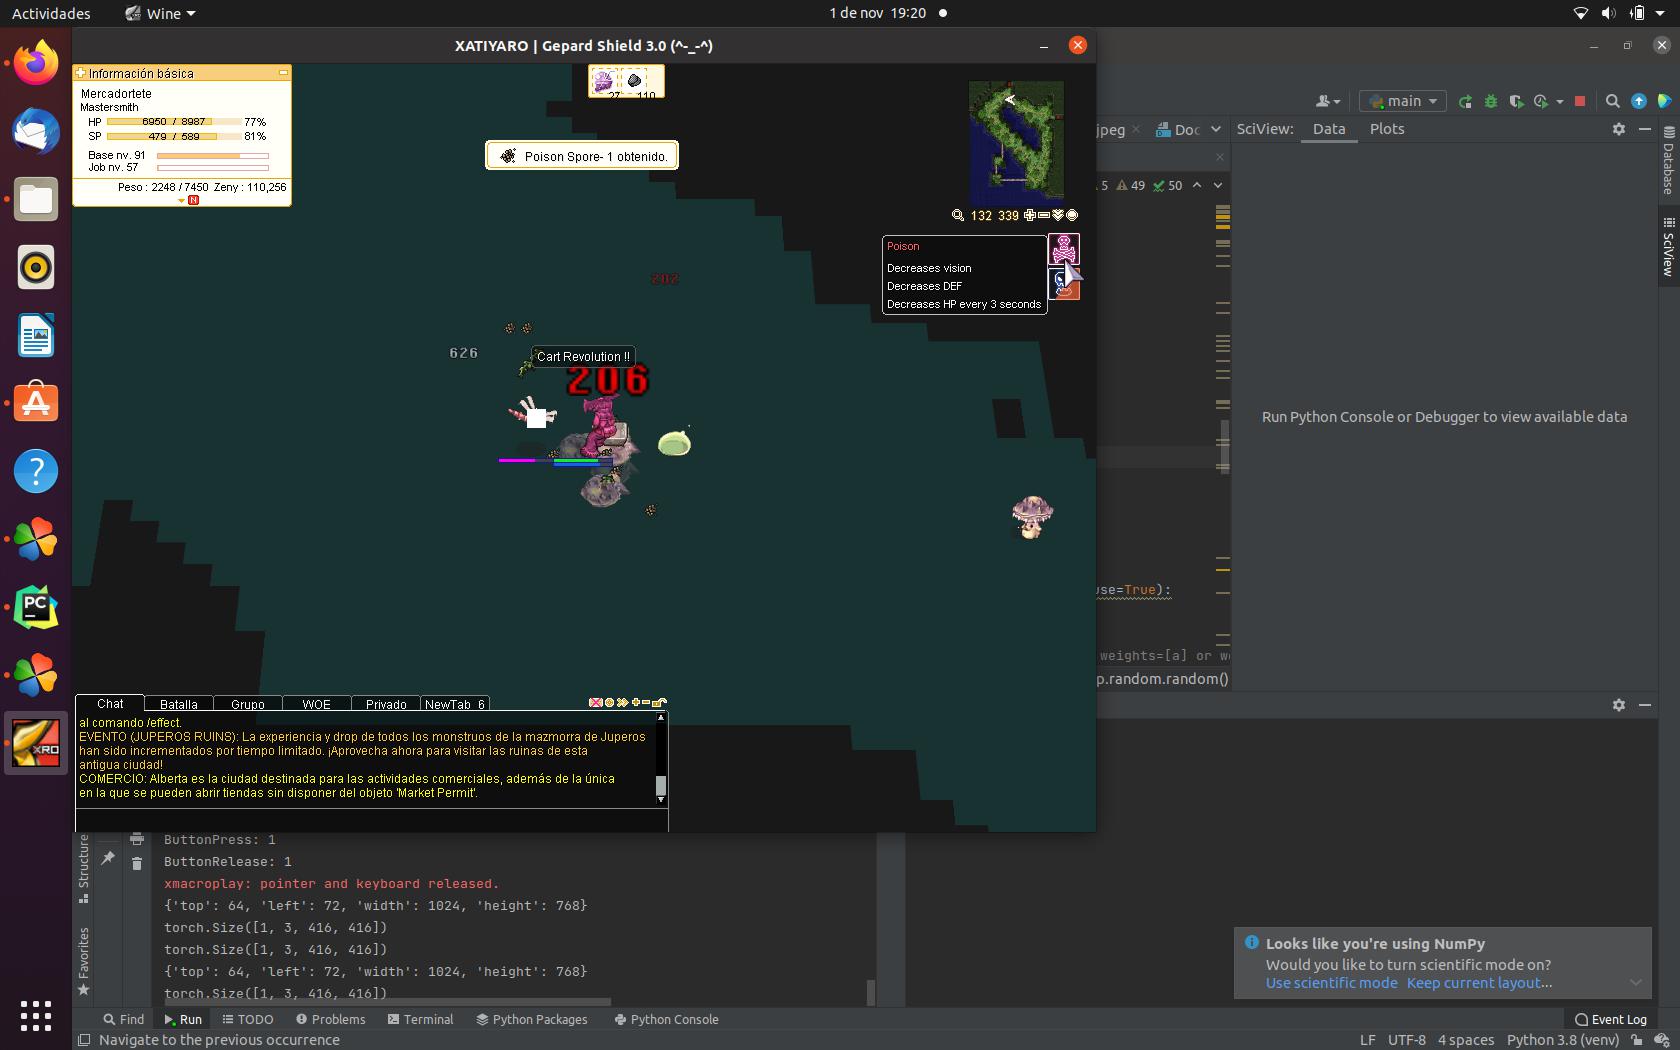 Actividades
Wine
1 de nov 19:20
XATIYARO | Gepard Shield 3.0 (^-_-^)
Información básica
Mercadortete
Mastersmith
HP 6950 / 8987 77%
SP 479 / 589 81%
Base nv. 91
Job nv. 57
Peso : 2248 / 7450 Zeny : 110,256
N
27 110
Poison Spore- 1 obtenido.
132 339
Poison
Decreases vision
Decreases DEF
Decreases HP every 3 seconds
202
626
Cart Revolution !!
206
Chat
Batalla
Grupo
WOE
Privado
NewTab 6
al comando /effect.
EVENTO (JUPEROS RUINS): La experiencia y drop de todos los monstruos de la mazmorra de Juperos
han sido incrementados por tiempo limitado. ¡Aprovecha ahora para visitar las ruinas de esta
antigua ciudad!
COMERCIO: Alberta es la ciudad destinada para las actividades comerciales, además de la única
en la que se pueden abrir tiendas sin disponer del objeto 'Market Permit'.
main
jpeg
Doc
SciView:
Data
Plots
5 49 50
Database
SciView
Run Python Console or Debugger to view available data
use=True):
weights=[a] or we
p.random.random()
PC
XRO
Structure
Favorites
ButtonPress: 1
ButtonRelease: 1
xmacroplay: pointer and keyboard released.
{'top': 64, 'left': 72, 'width': 1024, 'height': 768}
torch.Size([1, 3, 416, 416])
torch.Size([1, 3, 416, 416])
{'top': 64, 'left': 72, 'width': 1024, 'height': 768}
torch.Size([1, 3, 416, 416])
Looks like you're using NumPy
Would you like to turn scientific mode on?
Use scientific mode Keep current layout...
Find
Run
TODO
Problems
Terminal
Python Packages
Python Console
Event Log
Navigate to the previous occurrence
LF UTF-8 4 spaces Python 3.8 (venv)